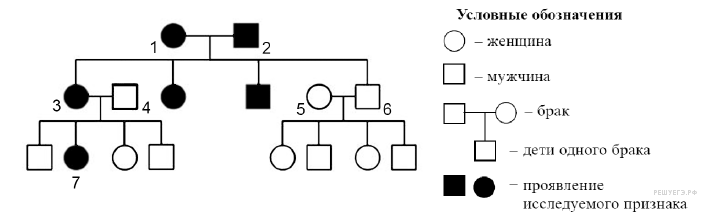 Условные обозначения
1
2
– женщина
– мужчина
3
4
5
6
– брак
– дети одного брака
7
– проявление
исследуемого признака
РЕШУЕГЭ.РФ